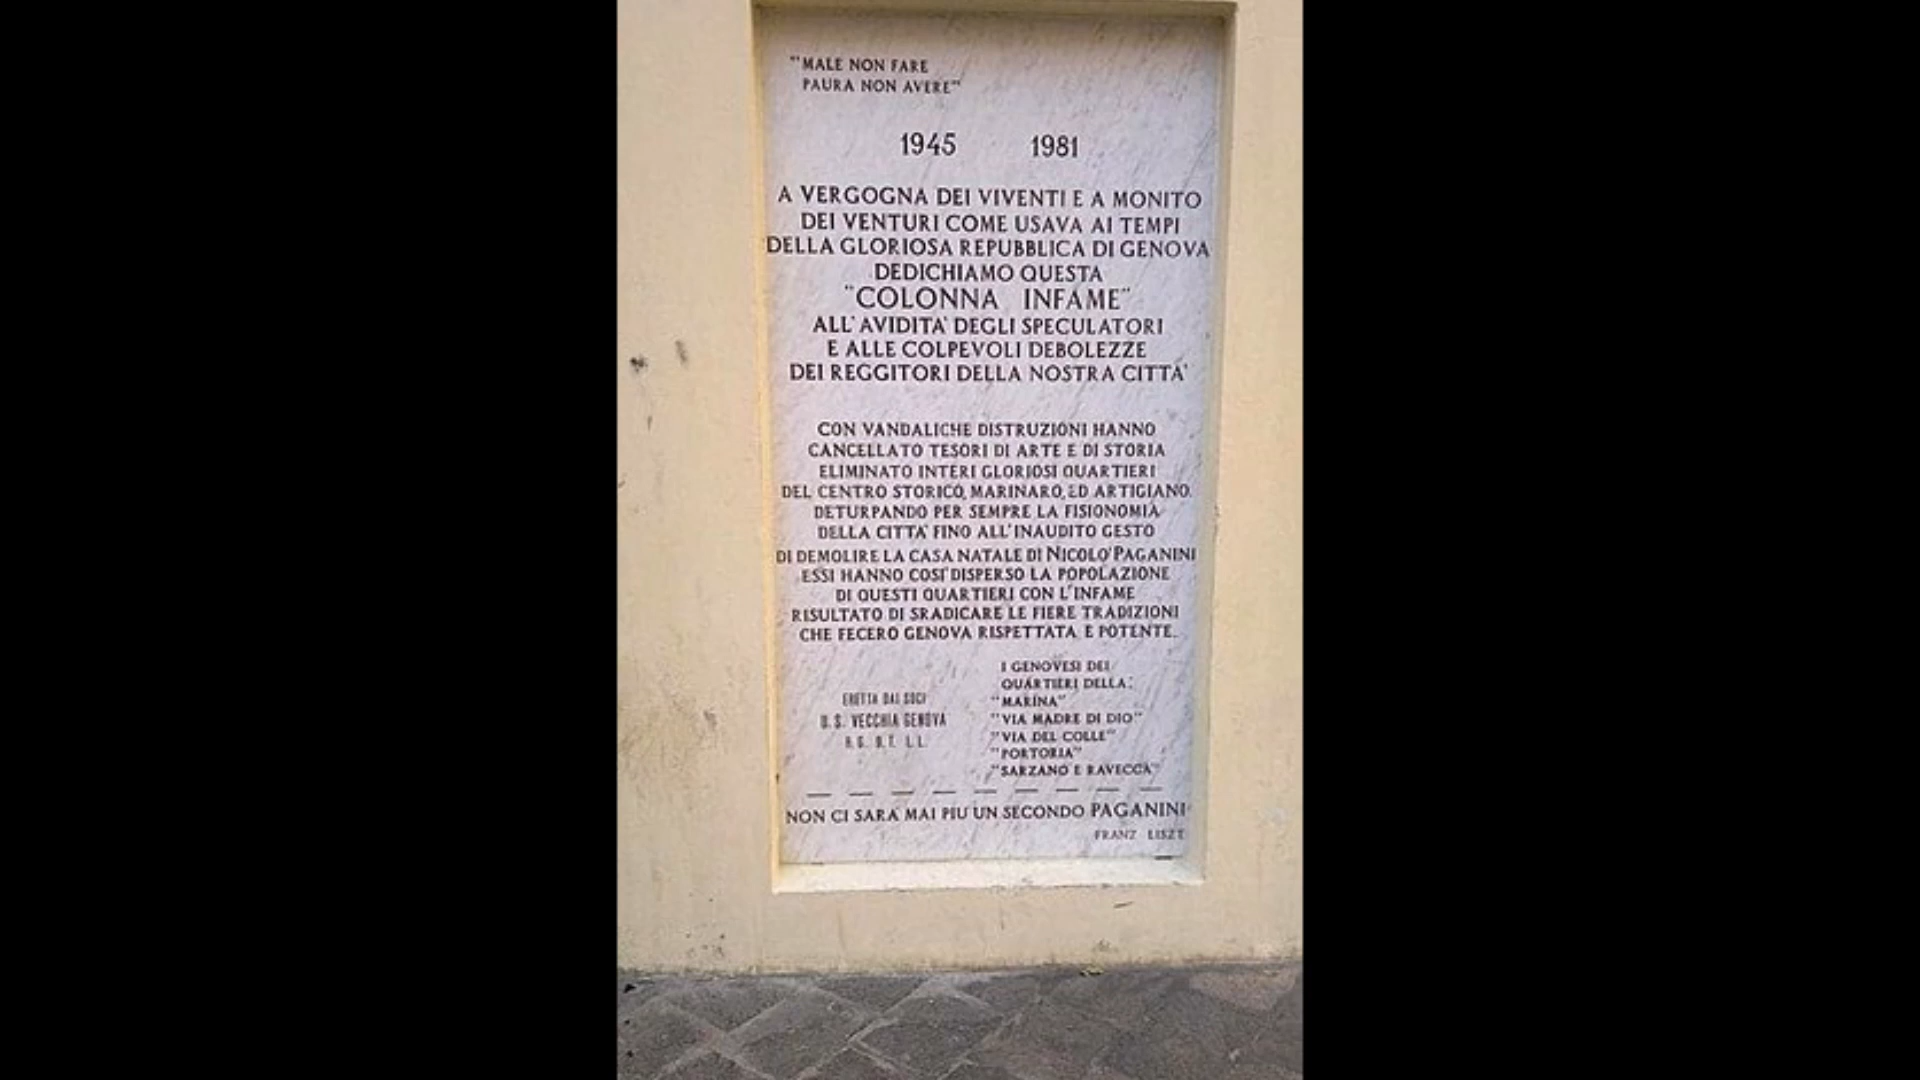 "MALE NON FARE
PAURA NON AVERE"
1945 1981
A VERGOGNA DEI VIVENTI E A MONITO
DEI VENTURI COME USAVA AI TEMPI
DELLA GLORIOSA REPUBBLICA DI GENOVA
DEDICHIAMO QUESTA
"COLONNA INFAME"
ALL'AVIDITA' DEGLI SPECULATORI
E ALLE COLPEVOLI DEBOLEZZE
DEI REGGITORI DELLA NOSTRA CITTA'
CON VANDALICHE DISTRUZIONI HANNO
CANCELLATO TESORI DI ARTE E DI STORIA
ELIMINATO INTERI GLORIOSI QUARTIERI
DEL CENTRO STORICO, MARINARO, ED ARTIGIANO.
DETURPANDO PER SEMPRE LA FISIONOMIA
DELLA CITTA' FINO ALL'INAUDITO GESTO
DI DEMOLIRE LA CASA NATALE DI NICOLO' PAGANINI
ESSI HANNO COSI' DISPERSO LA POPOLAZIONE
DI QUESTI QUARTIERI CON L'INFAME
RISULTATO DI SRADICARE LE FIERE TRADIZIONI
CHE FECERO GENOVA RISPETTATA E POTENTE.
ERETTA DAI SOCI
U.S. VECCHIA GENOVA
I GENOVESI DEI
QUARTIERI DELLA:
"MARINA"
"VIA MADRE DI DIO"
"VIA DEL COLLE"
"PORTORIA"
"SARZANO E RAVECCA"
NON CI SARA' MAI PIU' UN SECONDO PAGANINI
FRANZ LISZT